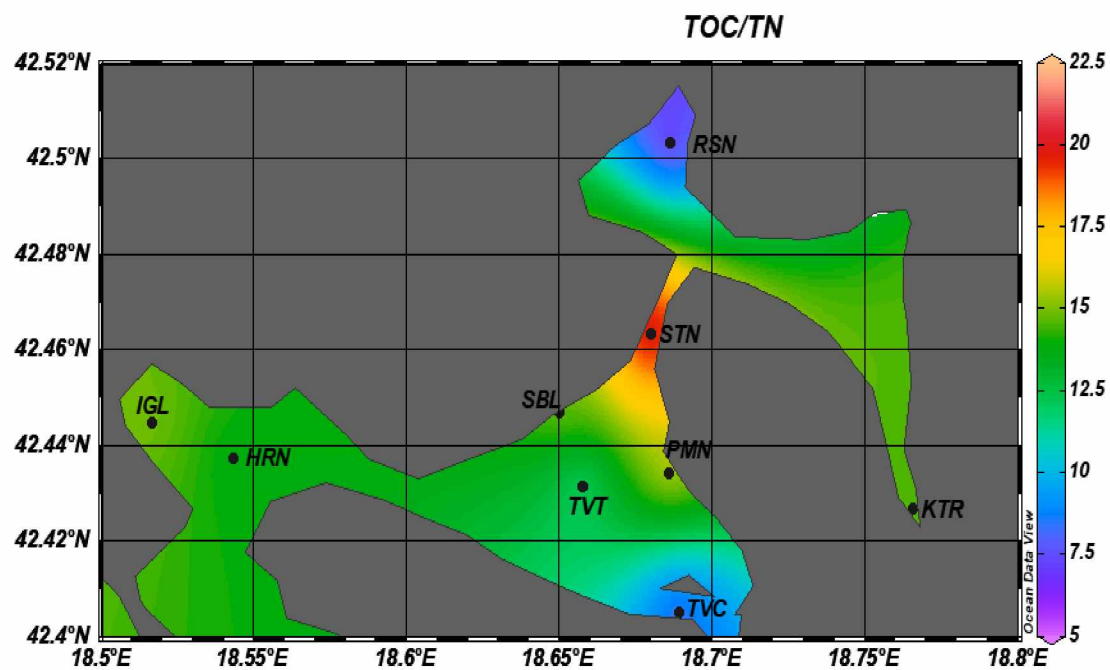 TOC/TN
42.52°N
42.5°N
42.48°N
42.46°N
42.44°N
42.42°N
42.4°N
RSN
STN
SBL
IGL
HRN
PMN
TVT
KTR
TVC
18.5°E
18.55°E
18.6°E
18.65°E
18.7°E
18.75°E
18.8°E
22.5
20
17.5
15
12.5
10
7.5
5
Ocean Data View